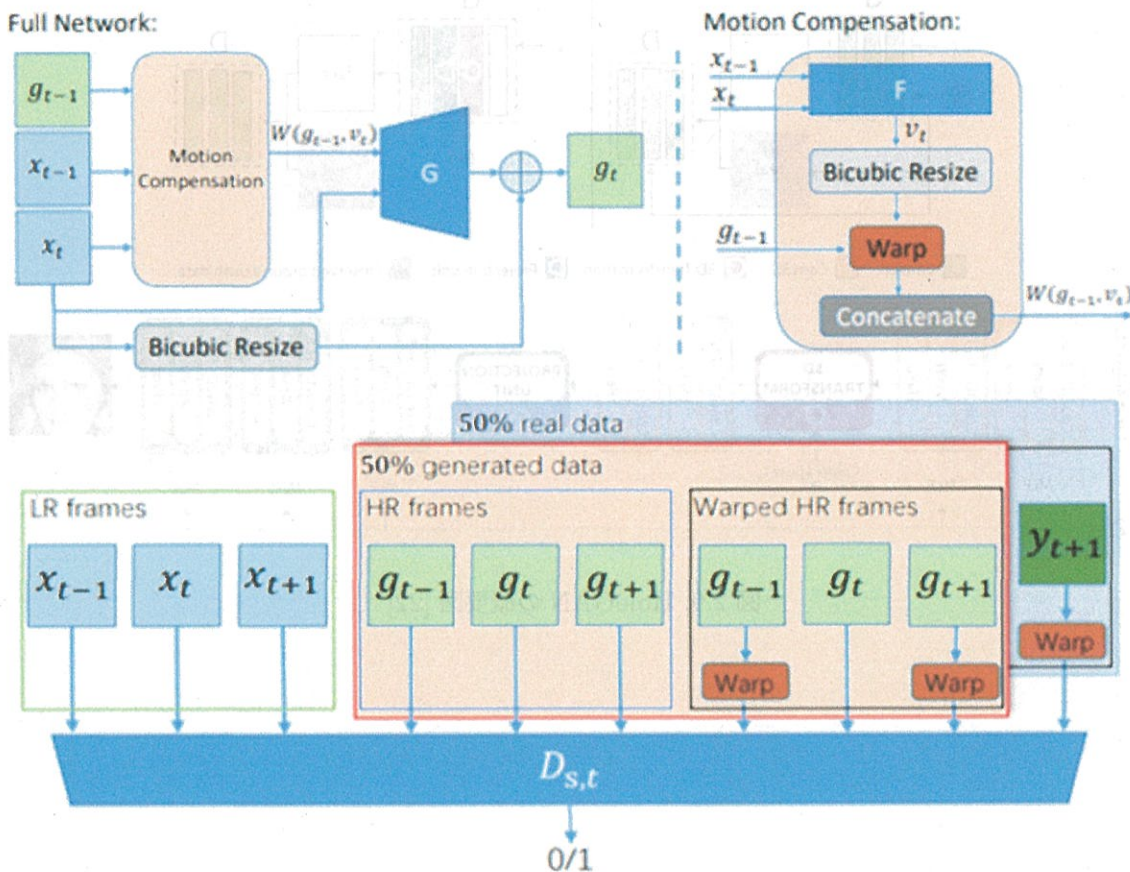 Full Network:
g_{t-1}
x_{t-1}
x_t
Motion
Compensation
W(g_{t-1}, v_t)
G
g_t
Bicubic Resize
Motion Compensation:
x_{t-1}
x_t
F
v_t
Bicubic Resize
g_{t-1}
Warp
Concatenate
W(g_{t-1}, v_t)
50% real data
50% generated data
LR frames
HR frames
Warped HR frames
x_{t-1} x_t x_{t+1} g_{t-1} g_t g_{t+1} g_{t-1} g_t g_{t+1} y_{t+1}
Warp Warp Warp
D_{s,t}
0/1